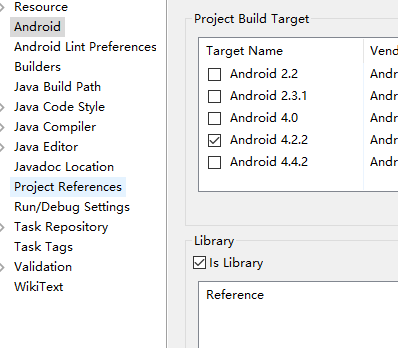 Resource
Android
Android Lint Preferences
Builders
Java Build Path
Java Code Style
Java Compiler
Java Editor
Javadoc Location
Project References
Run/Debug Settings
Task Repository
Task Tags
Validation
WikiText
Project Build Target
Target Name Vend
Android 2.2 Andr
Android 2.3.1 Andr
Android 4.0 Andr
Android 4.2.2 Andr
Android 4.4.2 Andr
Library
Is Library
Reference